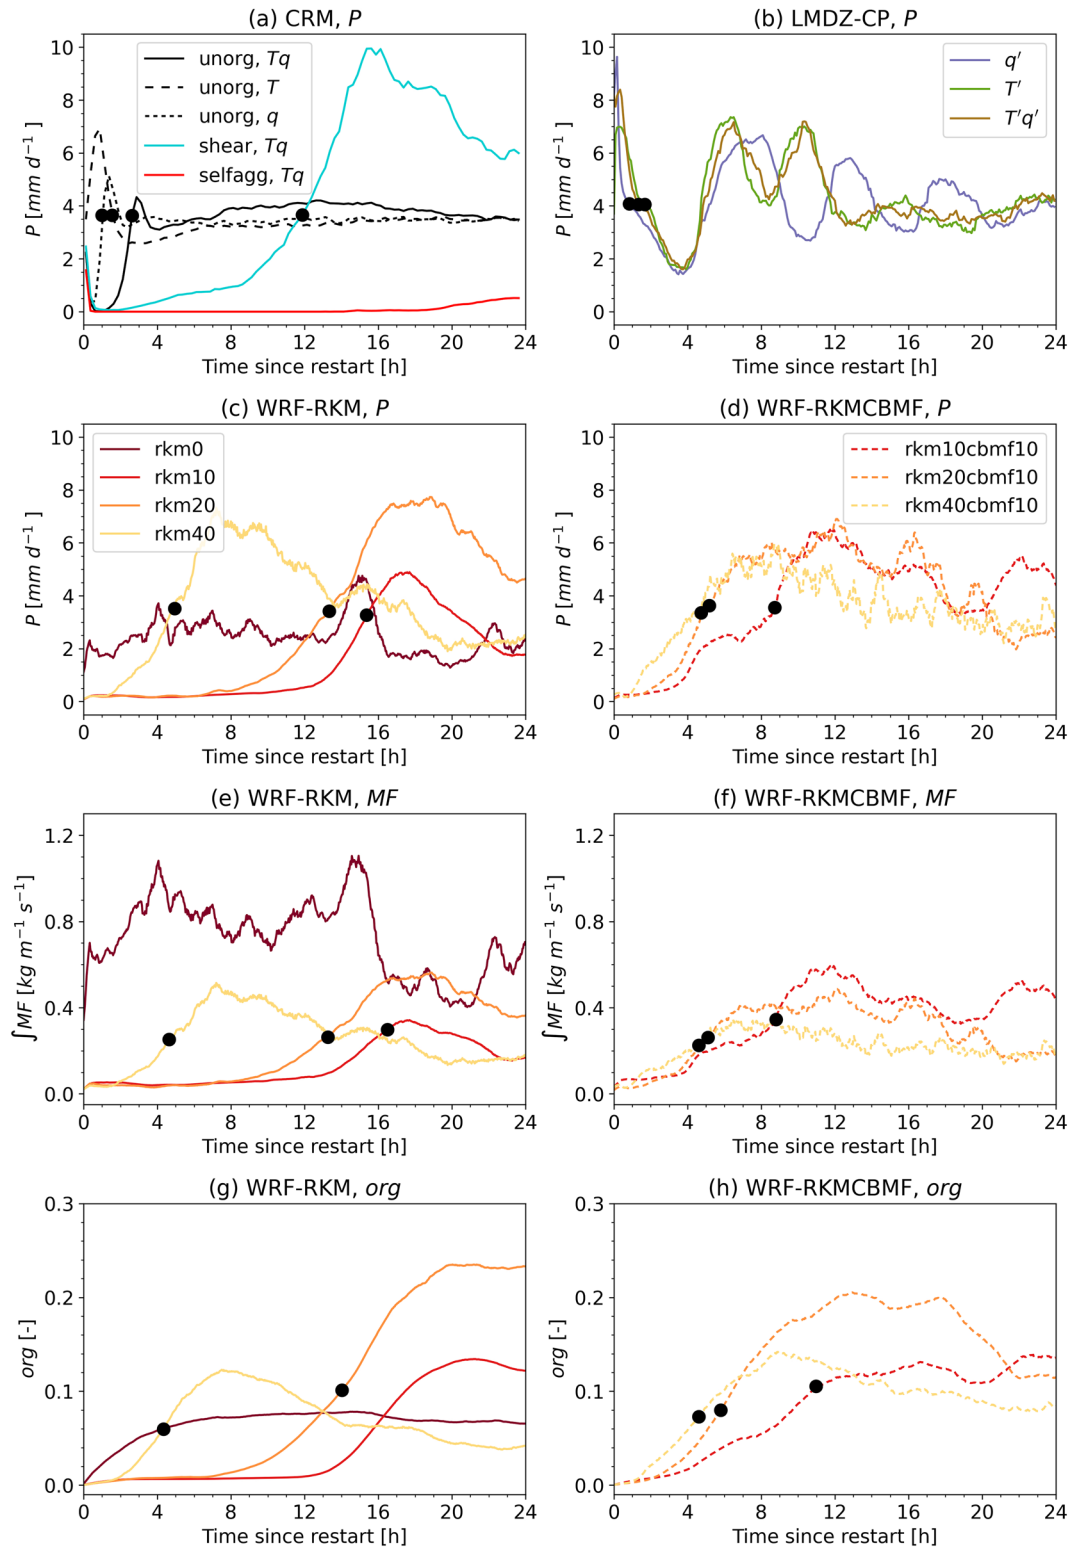 (a) CRM, P
P [mm d⁻¹]
10
8
6
4
2
0
unorg, Tq
unorg, T
unorg, q
shear, Tq
selfagg, Tq
0 4 8 12 16 20 24
Time since restart [h]
(b) LMDZ-CP, P
P [mm d⁻¹]
10
8
6
4
2
0
q′
T′
T′q′
0 4 8 12 16 20 24
Time since restart [h]
(c) WRF-RKM, P
P [mm d⁻¹]
10
8
6
4
2
0
rkm0
rkm10
rkm20
rkm40
0 4 8 12 16 20 24
Time since restart [h]
(d) WRF-RKMCBMF, P
P [mm d⁻¹]
10
8
6
4
2
0
rkm10cbmf10
rkm20cbmf10
rkm40cbmf10
0 4 8 12 16 20 24
Time since restart [h]
(e) WRF-RKM, MF
∫MF [kg m⁻¹ s⁻¹]
1.2
0.8
0.4
0.0
0 4 8 12 16 20 24
Time since restart [h]
(f) WRF-RKMCBMF, MF
∫MF [kg m⁻¹ s⁻¹]
1.2
0.8
0.4
0.0
0 4 8 12 16 20 24
Time since restart [h]
(g) WRF-RKM, org
org [-]
0.3
0.2
0.1
0.0
0 4 8 12 16 20 24
Time since restart [h]
(h) WRF-RKMCBMF, org
org [-]
0.3
0.2
0.1
0.0
0 4 8 12 16 20 24
Time since restart [h]